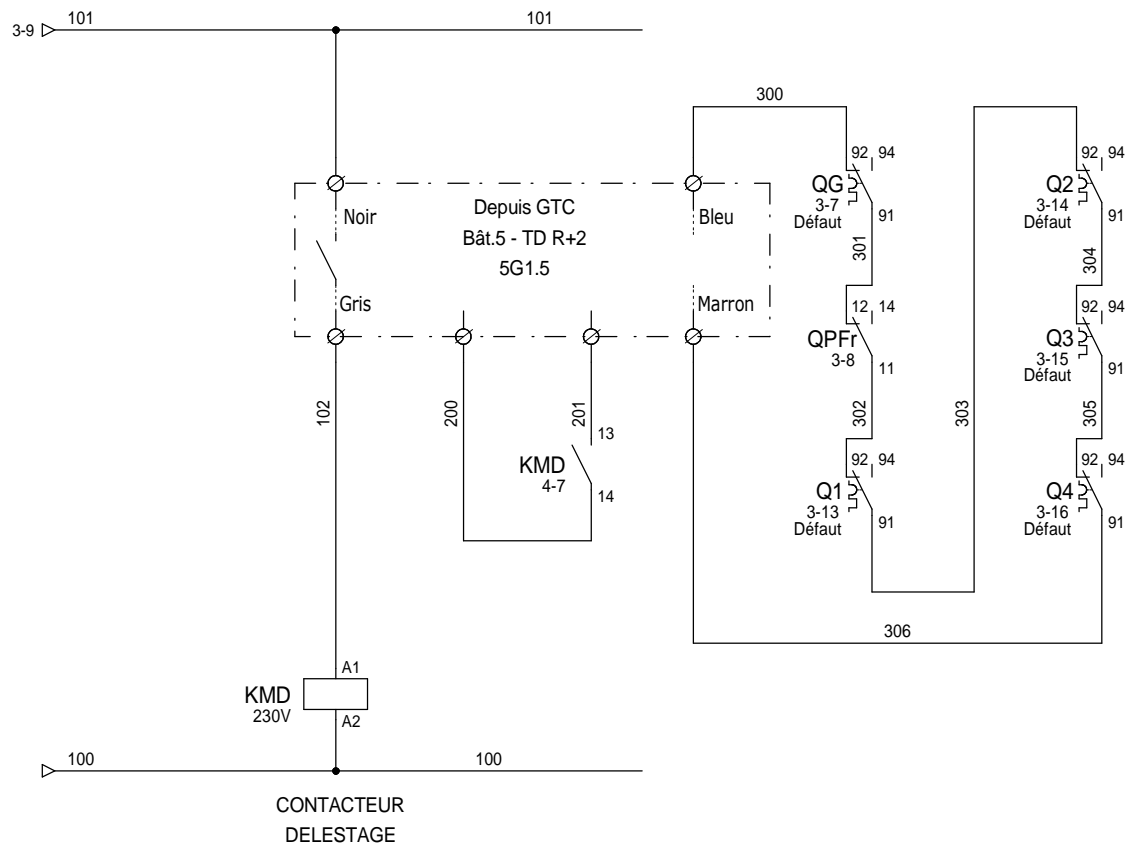 101
101
3-9
300
92 94
92 94
QG
3-7
Défaut
91
Q2
3-14
Défaut
91
Noir
Depuis GTC
Bât.5 - TD R+2
5G1.5
Bleu
Gris
Marron
301
304
12 14
QPFr
3-8
11
92 94
Q3
3-15
Défaut
91
102
200
201
302
303
305
13
KMD
4-7
14
92 94
Q1
3-13
Défaut
91
92 94
Q4
3-16
Défaut
91
306
A1
KMD
230V
A2
100
100
CONTACTEUR
DELESTAGE